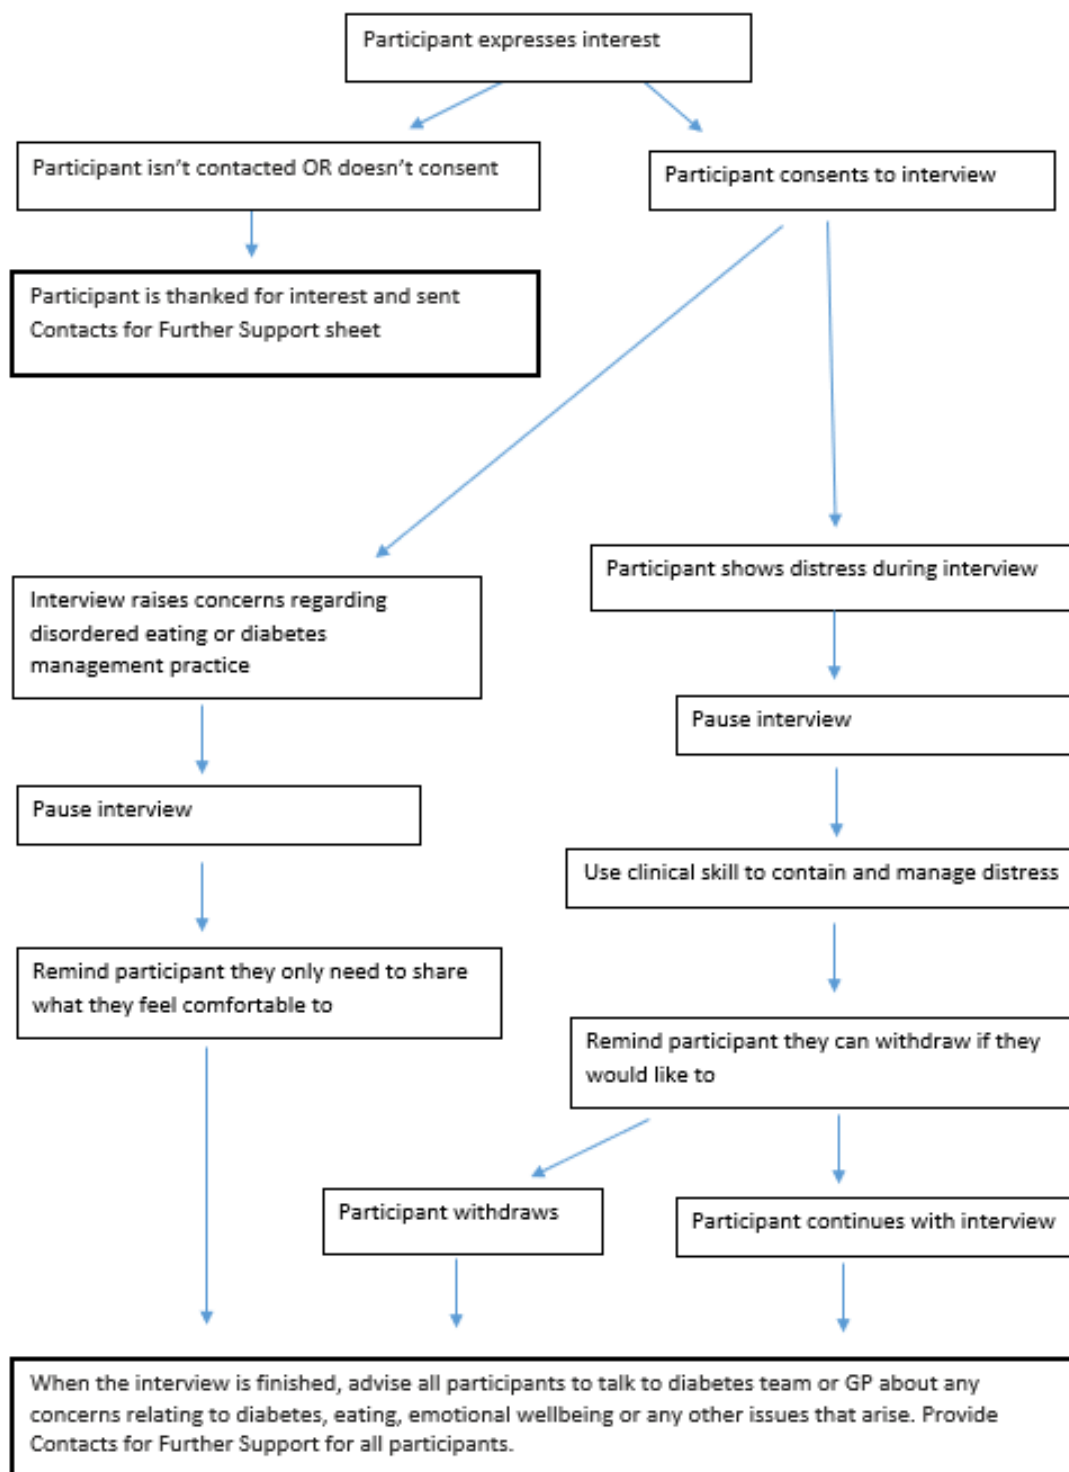 Participant expresses interest
Participant isn't contacted OR doesn't consent
Participant consents to interview
Participant is thanked for interest and sent
Contacts for Further Support sheet
Participant shows distress during interview
Interview raises concerns regarding
disordered eating or diabetes
management practice
Pause interview
Pause interview
Use clinical skill to contain and manage distress
Remind participant they only need to share
what they feel comfortable to
Remind participant they can withdraw if they
would like to
Participant withdraws
Participant continues with interview
When the interview is finished, advise all participants to talk to diabetes team or GP about any
concerns relating to diabetes, eating, emotional wellbeing or any other issues that arise. Provide
Contacts for Further Support for all participants.